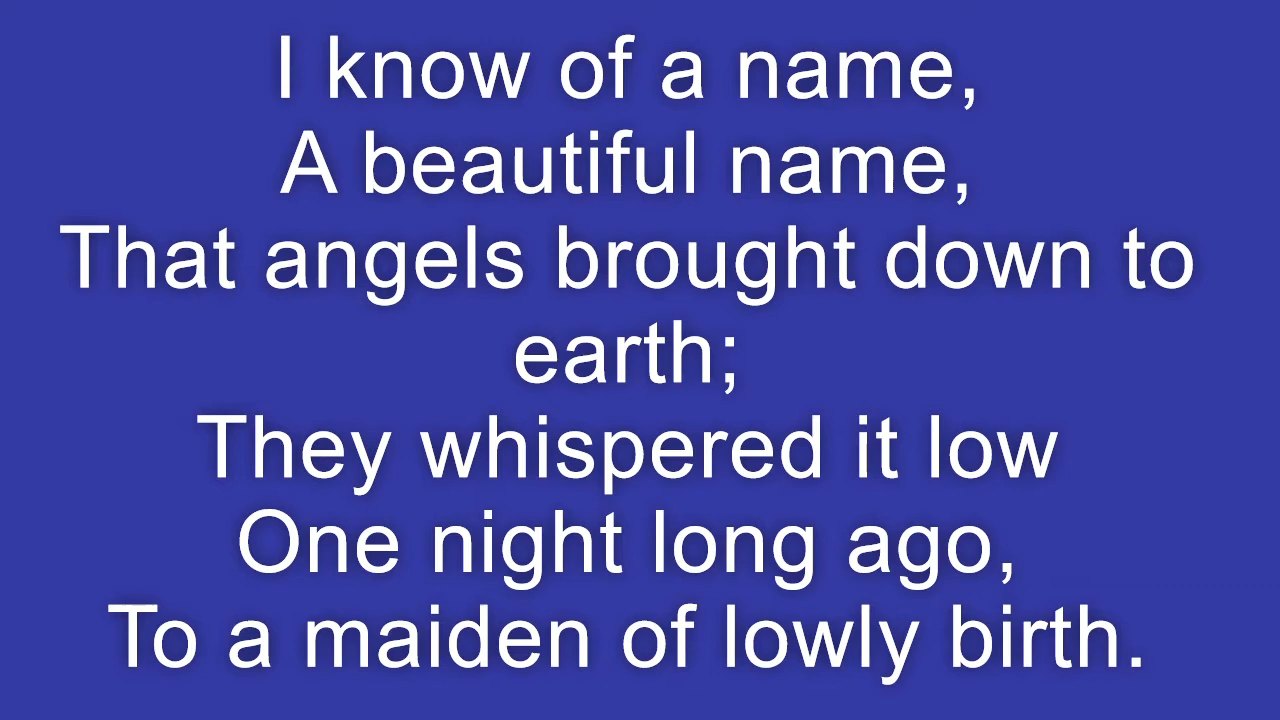 I know of a name,
A beautiful name,
That angels brought down to
earth;
They whispered it low
One night long ago,
To a maiden of lowly birth.